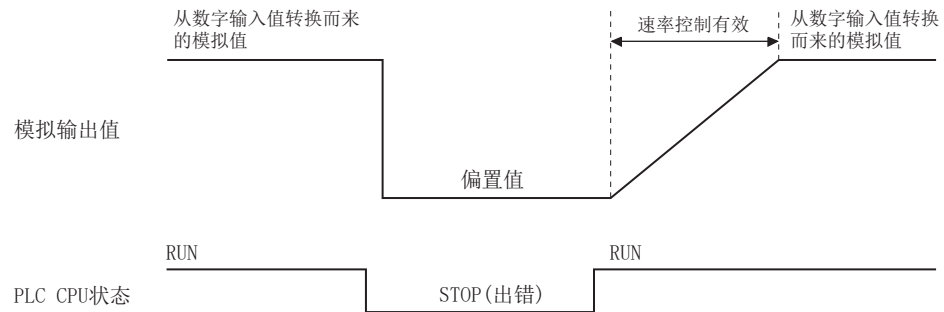 从数字输入值转换而来
的模拟值
速率控制有效
从数字输入值转换
而来的模拟值
模拟输出值
偏置值
RUN
RUN
PLC CPU状态
STOP(出错)